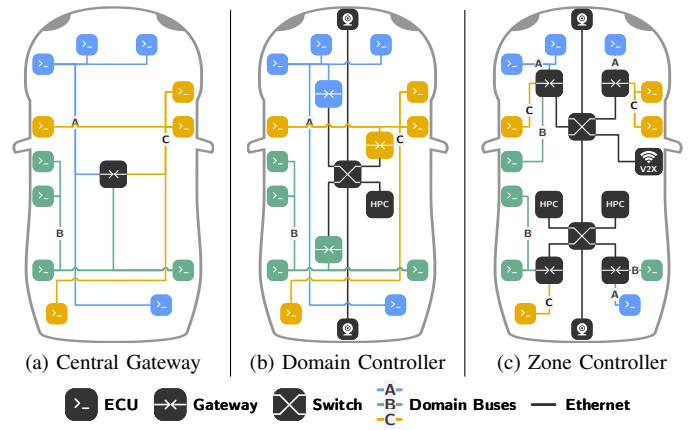 A
C
B
A
C
B
HPC
A
A
C
C
B
V2X
HPC
HPC
B
B
A
C
(a) Central Gateway
(b) Domain Controller
(c) Zone Controller
ECU
Gateway
Switch
A
B
C
Domain Buses
Ethernet